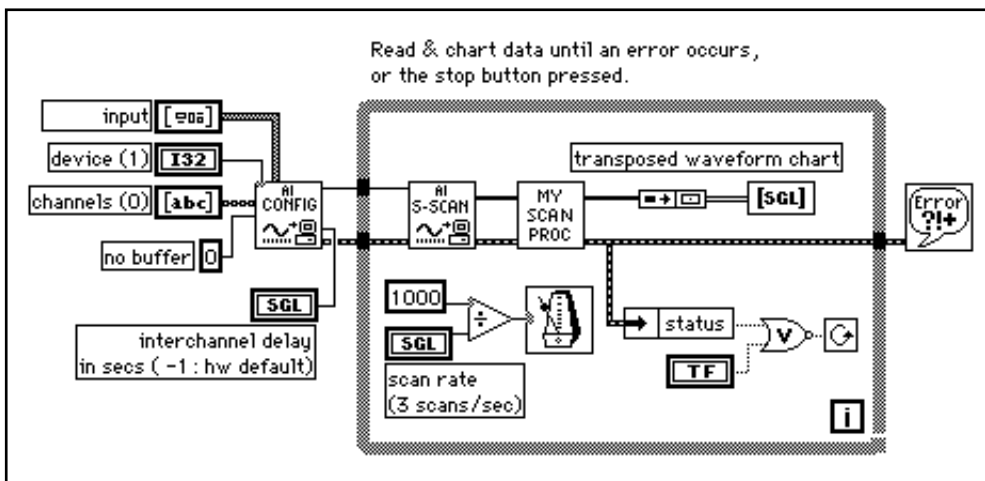 Read & chart data until an error occurs,
or the stop button pressed.
input
device (1)
I32
channels (0)
[abc]
no buffer
0
SGL
interchannel delay
in secs ( -1 : hw default)
AI
CONFIG
AI
S-SCAN
MY
SCAN
PROC
transposed waveform chart
[SGL]
Error
?!+
1000
÷
SGL
scan rate
(3 scans/sec)
status
V
TF
i